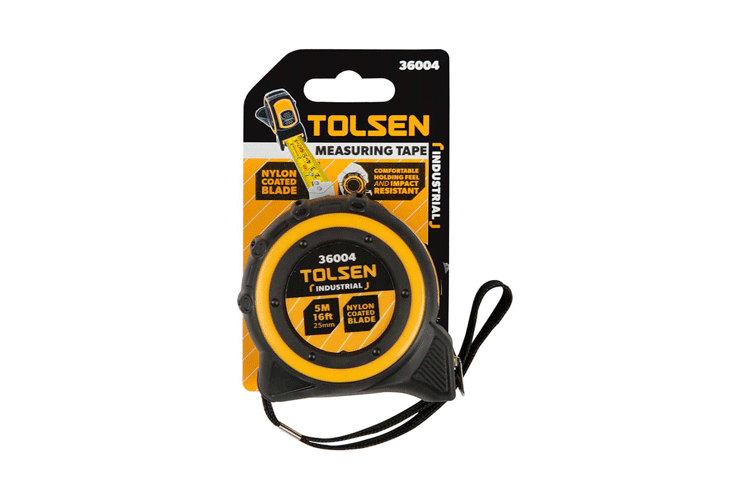 36004
TOLSEN
MEASURING TAPE
NYLON
COATED
BLADE
COMFORTABLE
HOLDING FEEL
AND IMPACT
RESISTANT
INDUSTRIAL
36004
TOLSEN
INDUSTRIAL
5M
16ft
25mm
NYLON
COATED
BLADE